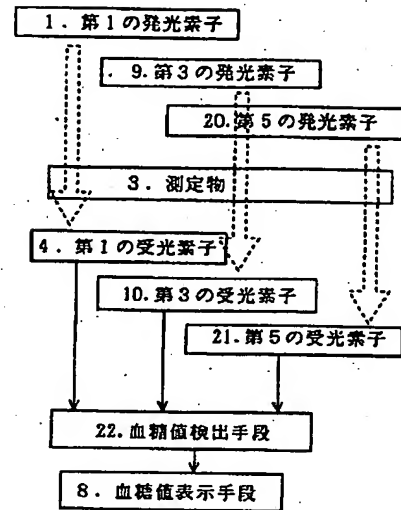 1．第1の発光素子
9.第3の発光素子
20.第5の発光素子
3．測定物
4．第1の受光素子
10.第3の受光素子
21.第5の受光素子
22.血糖値検出手段
8．血糖値表示手段